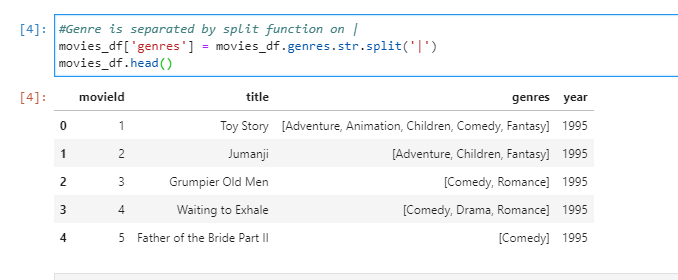 [4]: #Genre is separated by split function on |
movies_df['genres'] = movies_df.genres.str.split('|')
movies_df.head()
[4]: movieId title genres year
0 1 Toy Story [Adventure, Animation, Children, Comedy, Fantasy] 1995
1 2 Jumanji [Adventure, Children, Fantasy] 1995
2 3 Grumpier Old Men [Comedy, Romance] 1995
3 4 Waiting to Exhale [Comedy, Drama, Romance] 1995
4 5 Father of the Bride Part II [Comedy] 1995